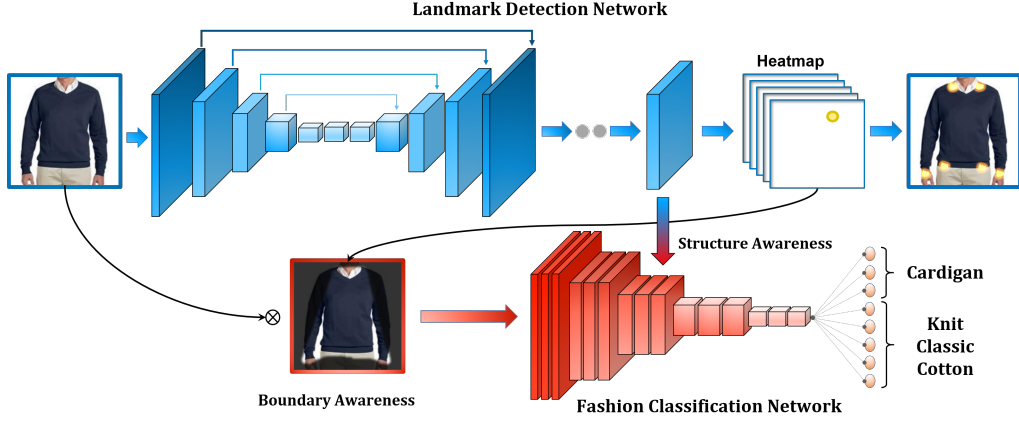 Landmark Detection Network
Heatmap
Structure Awareness
Cardigan
Knit
Classic
Cotton
Boundary Awareness
Fashion Classification Network